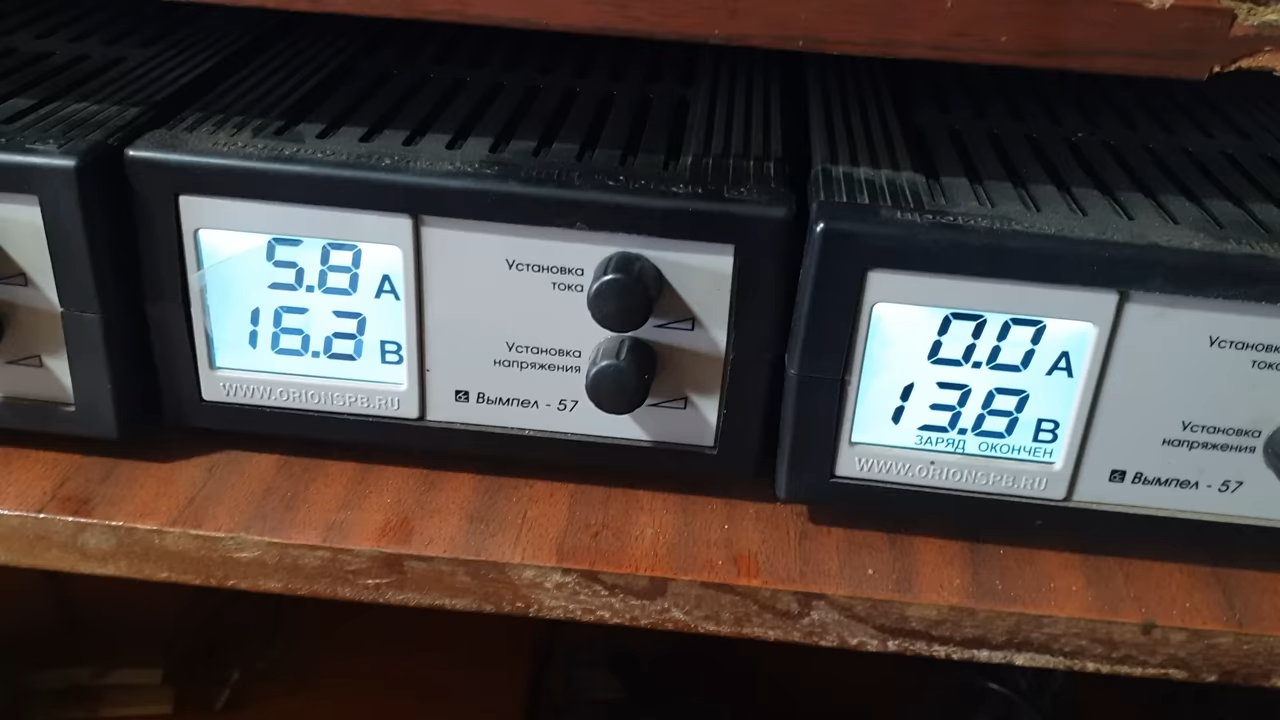 5.8 A
16.2 В
WWW.ORIONSPB.RU
Установка
тока
Установка
напряжения
Вымпел - 57
0.0 А
13.8 В
ЗАРЯД ОКОНЧЕН
WWW.ORIONSPB.RU
Установка
тока
Установка
напряжения
Вымпел - 57